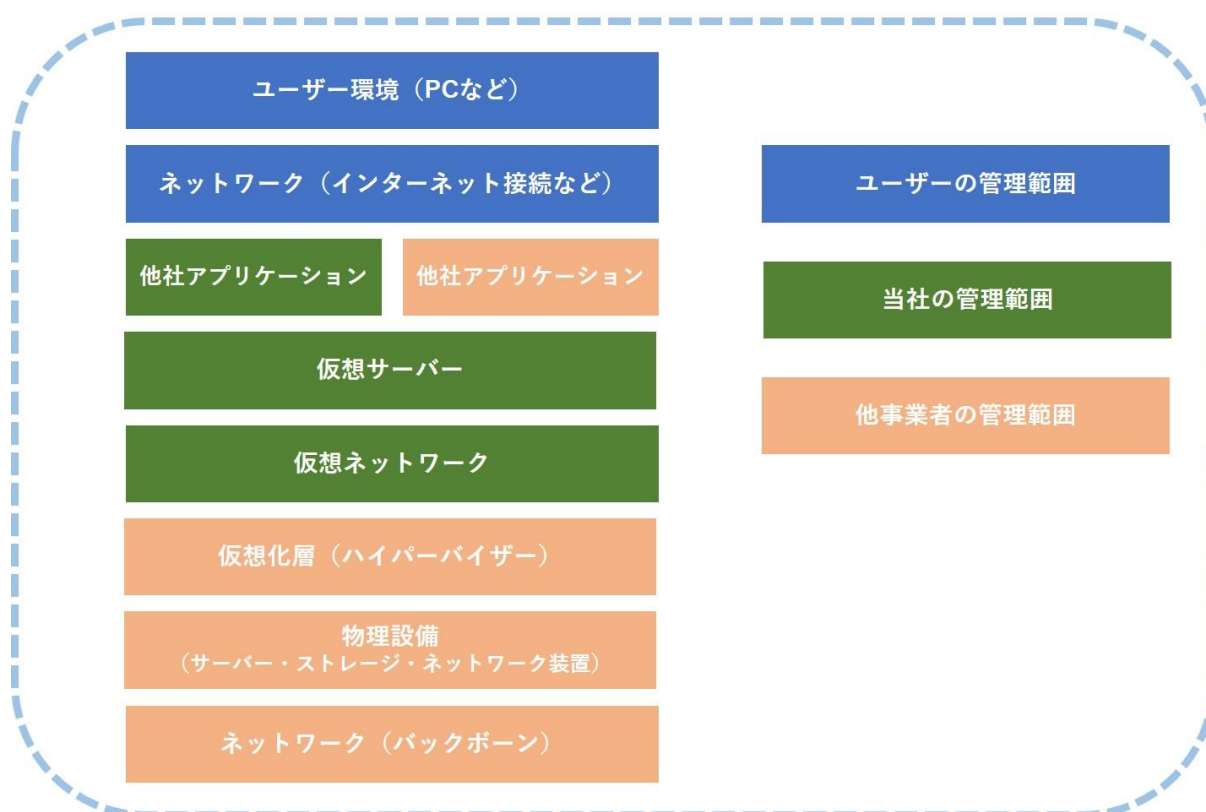 ユーザー環境（PCなど）
ネットワーク（インターネット接続など）
他社アプリケーション
他社アプリケーション
仮想サーバー
仮想ネットワーク
仮想化層（ハイパーバイザー）
物理設備
（サーバー・ストレージ・ネットワーク装置）
ネットワーク（バックボーン）
ユーザーの管理範囲
当社の管理範囲
他事業者の管理範囲